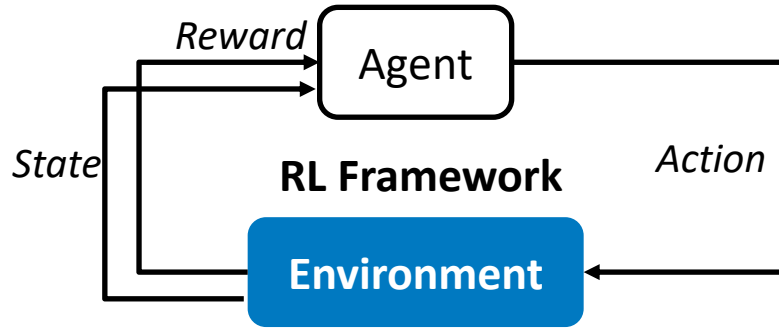 Reward
Agent
State
Action
RL Framework
Environment